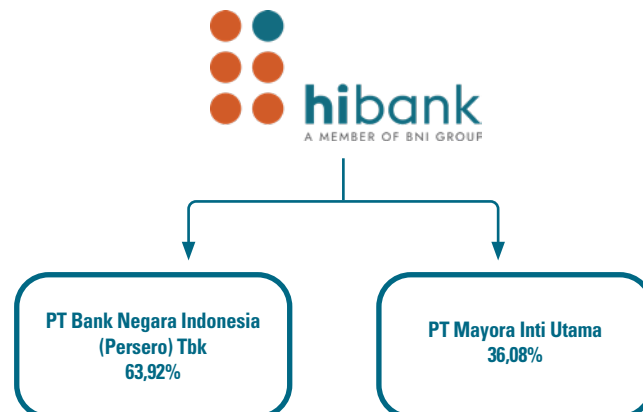 hibank
A MEMBER OF BNI GROUP
PT Bank Negara Indonesia
(Persero) Tbk
63,92%
PT Mayora Inti Utama
36,08%